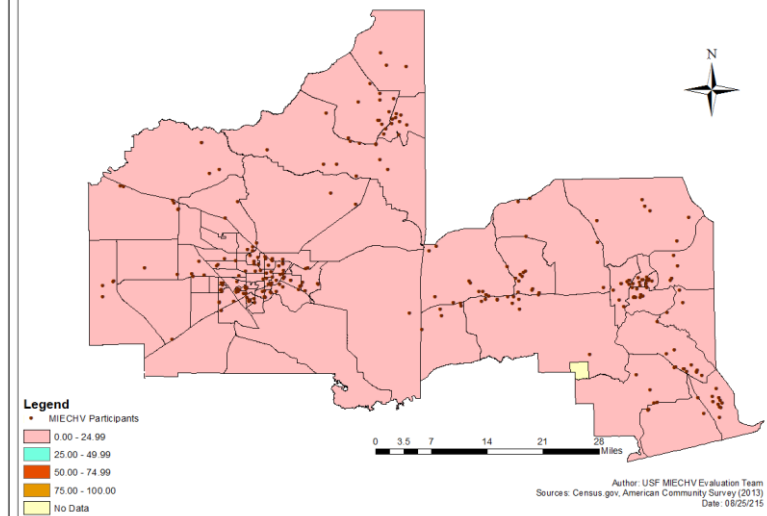 N
Legend
MIECHV Participants
0.00 - 24.99
25.00 - 49.99
50.00 - 74.99
75.00 - 100.00
No Data
0 3.5 7 14 21 28
Miles
Author: USF MIECHV Evaluation Team
Sources: Census.gov, American Community Survey (2013)
Date: 08/25/215